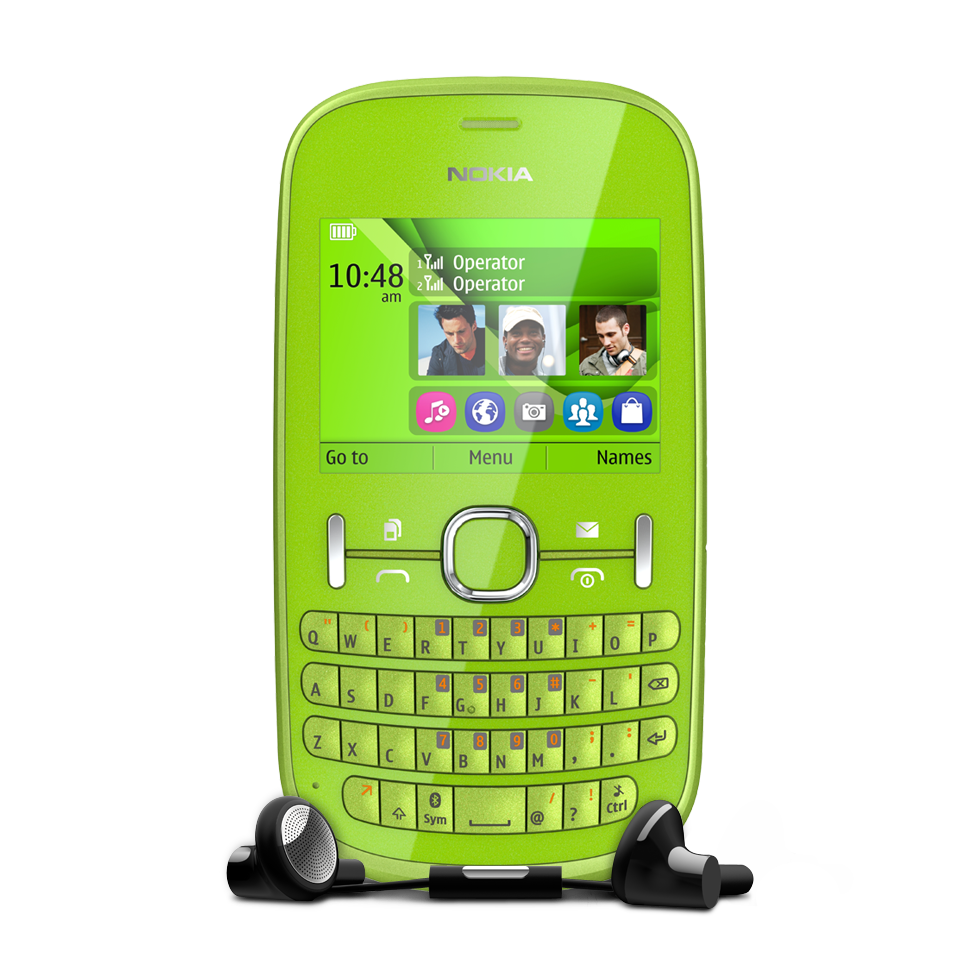 NOKIA
10:48
am
1 Operator
2 Operator
Go to Menu Names
Q " W ( E ) R 1 T 2 Y 3 U * I + O = P
A S D F 4 G 5 H 6 J # K - L '
Z X C V 7 B 8 N 9 M 0 , ; . :
Sym @ / ? ! Ctrl